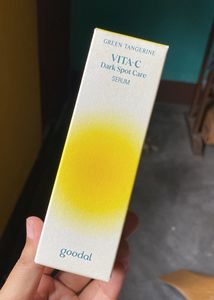 GREEN TANGERINE
VITA-C
Dark Spot Care
SERUM
goodal